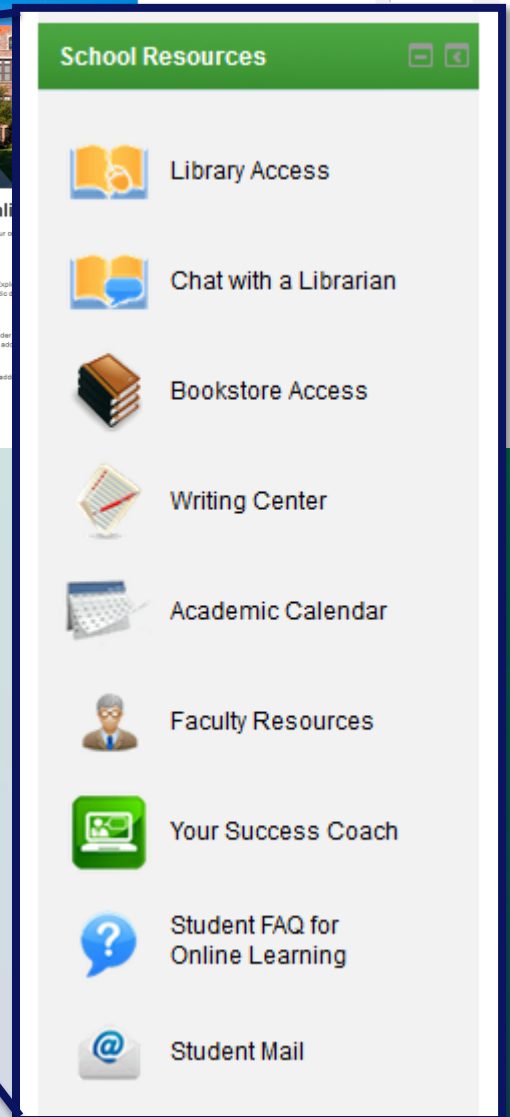 School Resources
Library Access
Chat with a Librarian
Bookstore Access
Writing Center
Academic Calendar
Faculty Resources
Your Success Coach
Student FAQ for
Online Learning
Student Mail